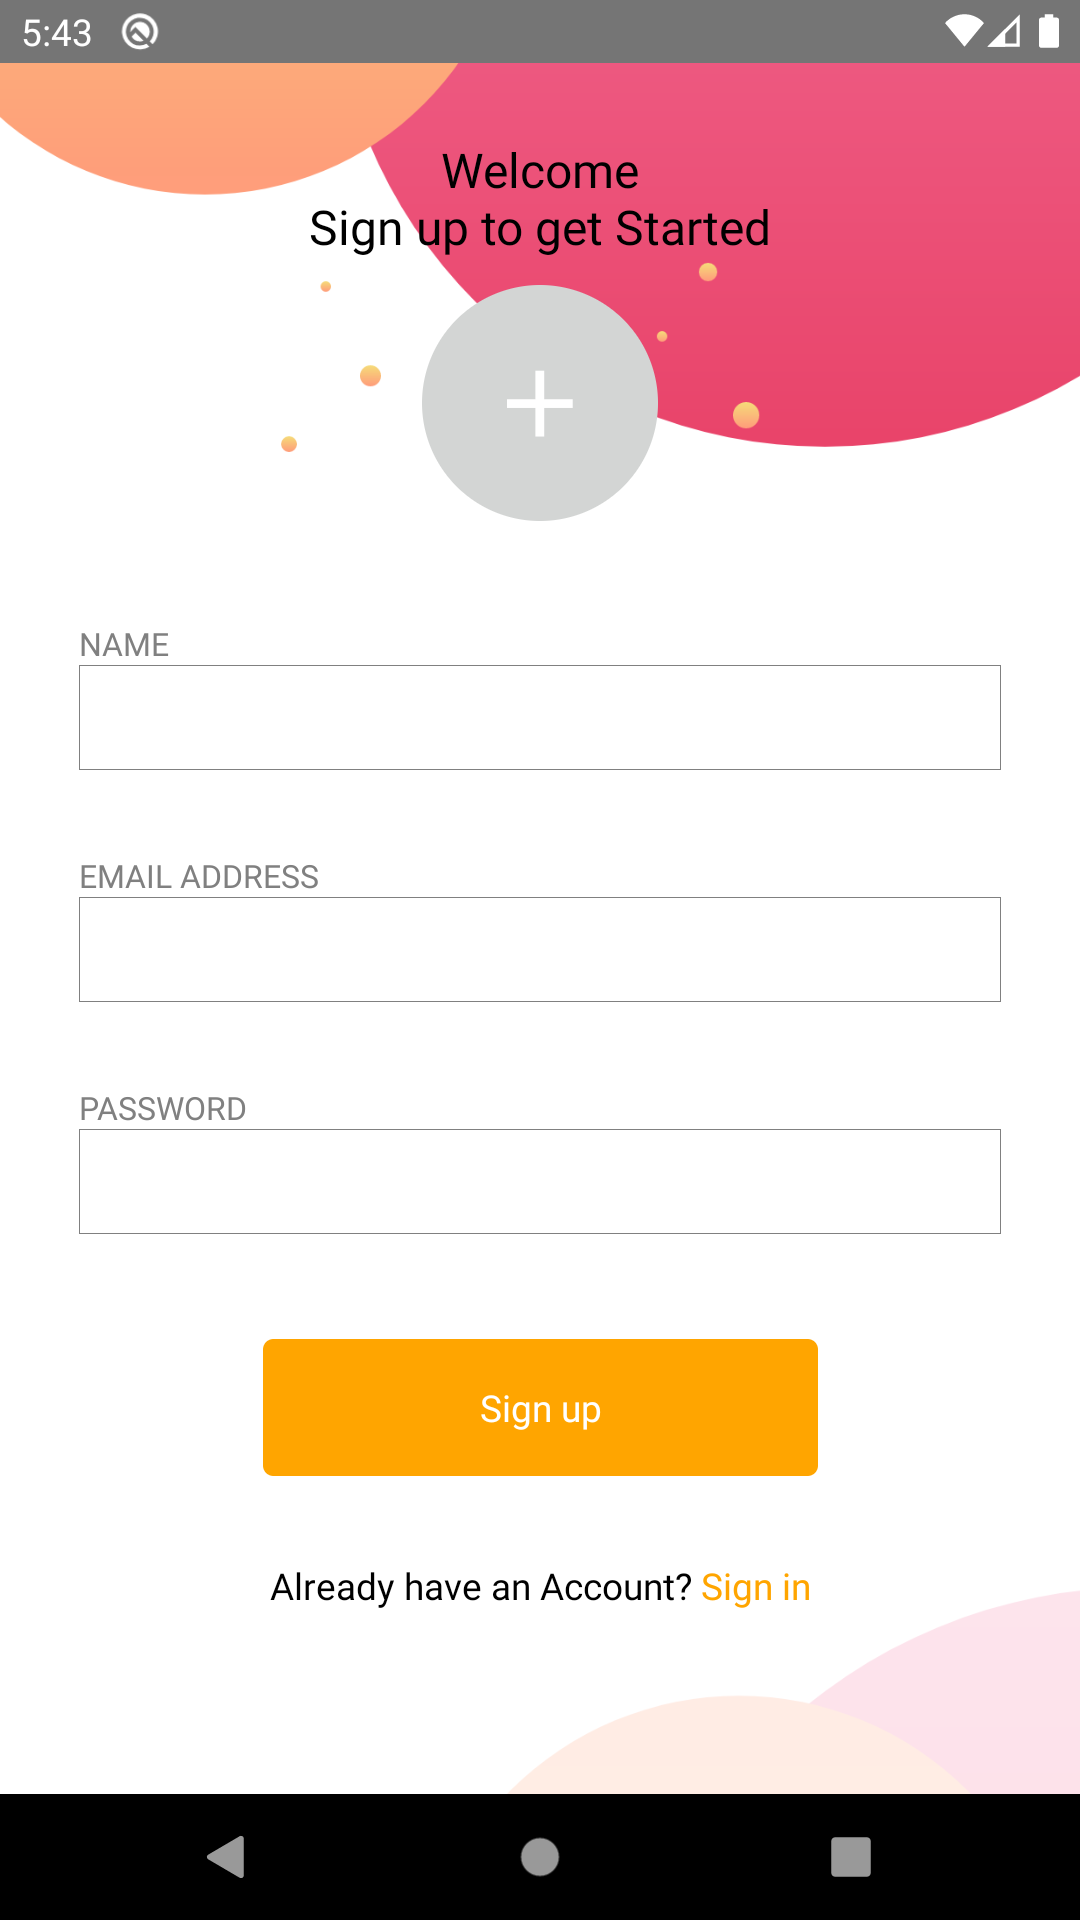 5:43
Welcome
Sign up to get Started
NAME
EMAIL ADDRESS
PASSWORD
Sign up
Already have an Account? Sign in